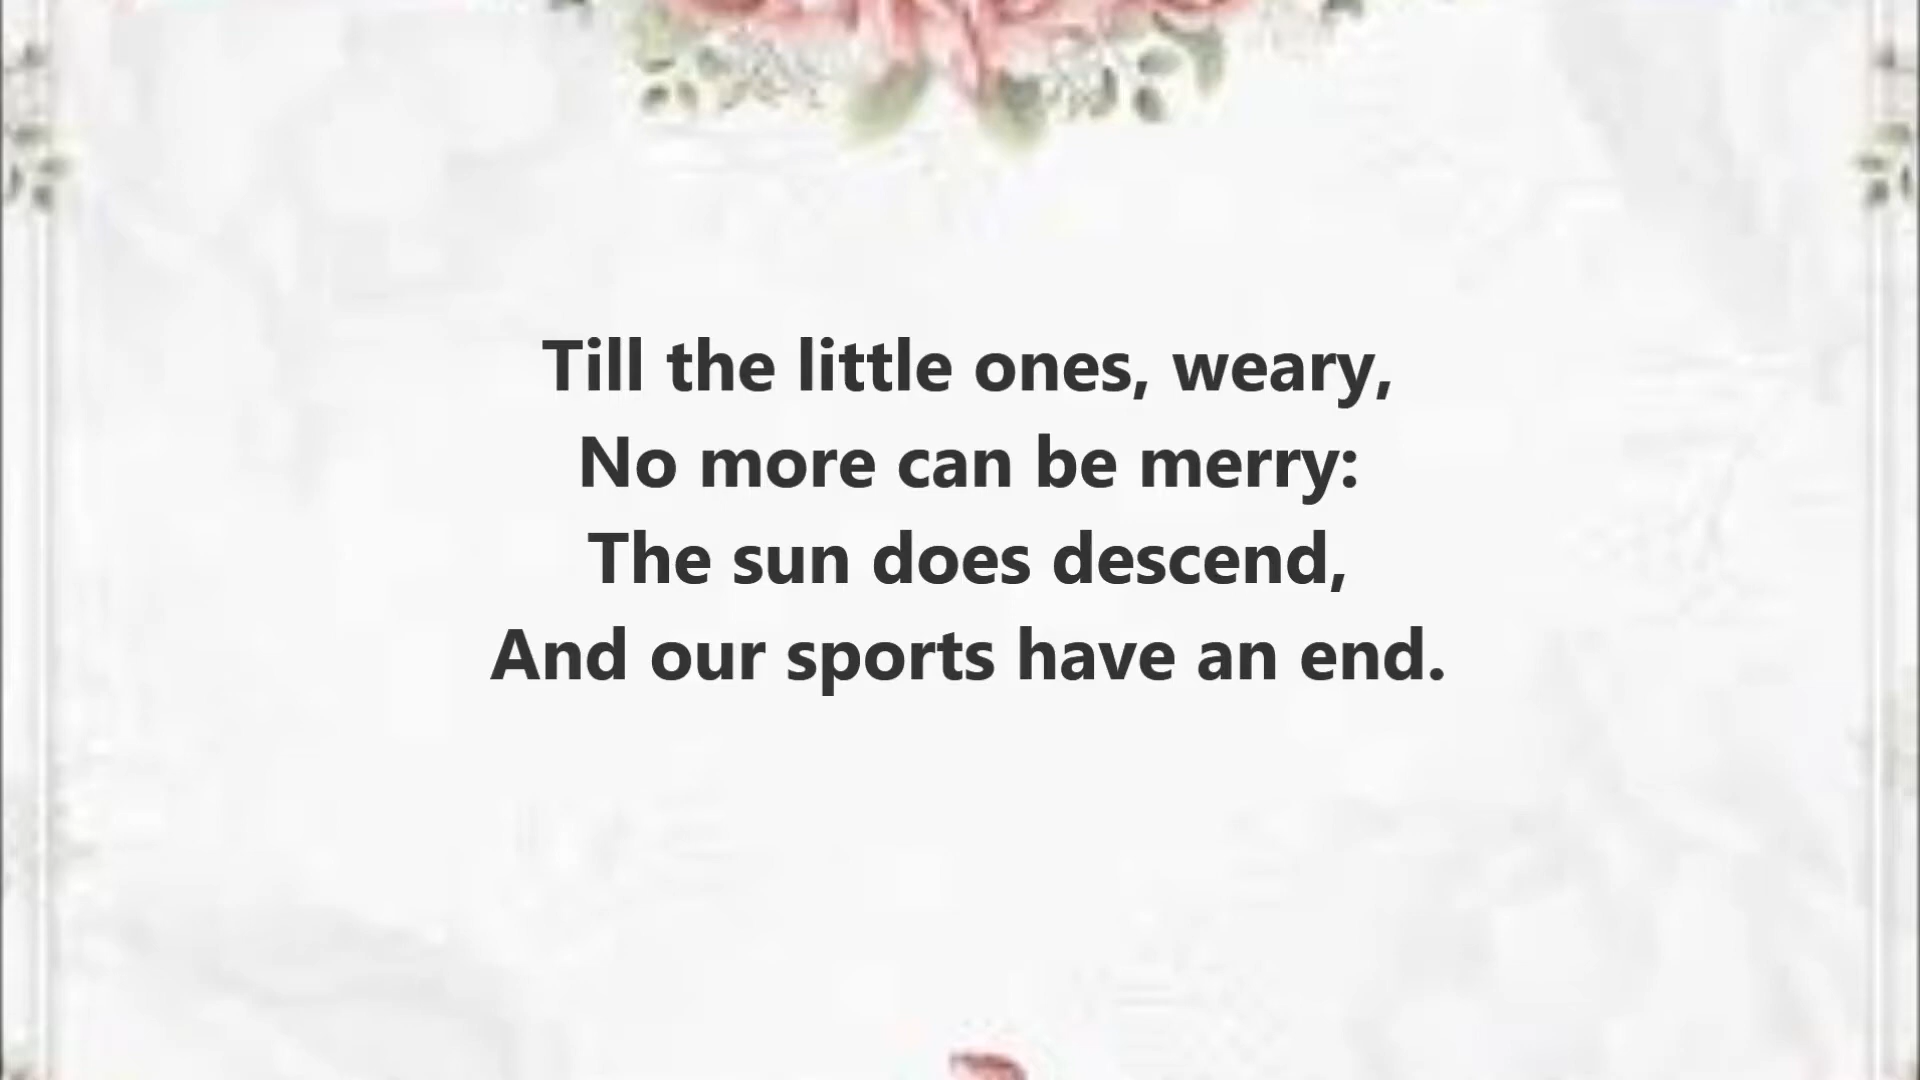 Till the little ones, weary,
No more can be merry:
The sun does descend,
And our sports have an end.